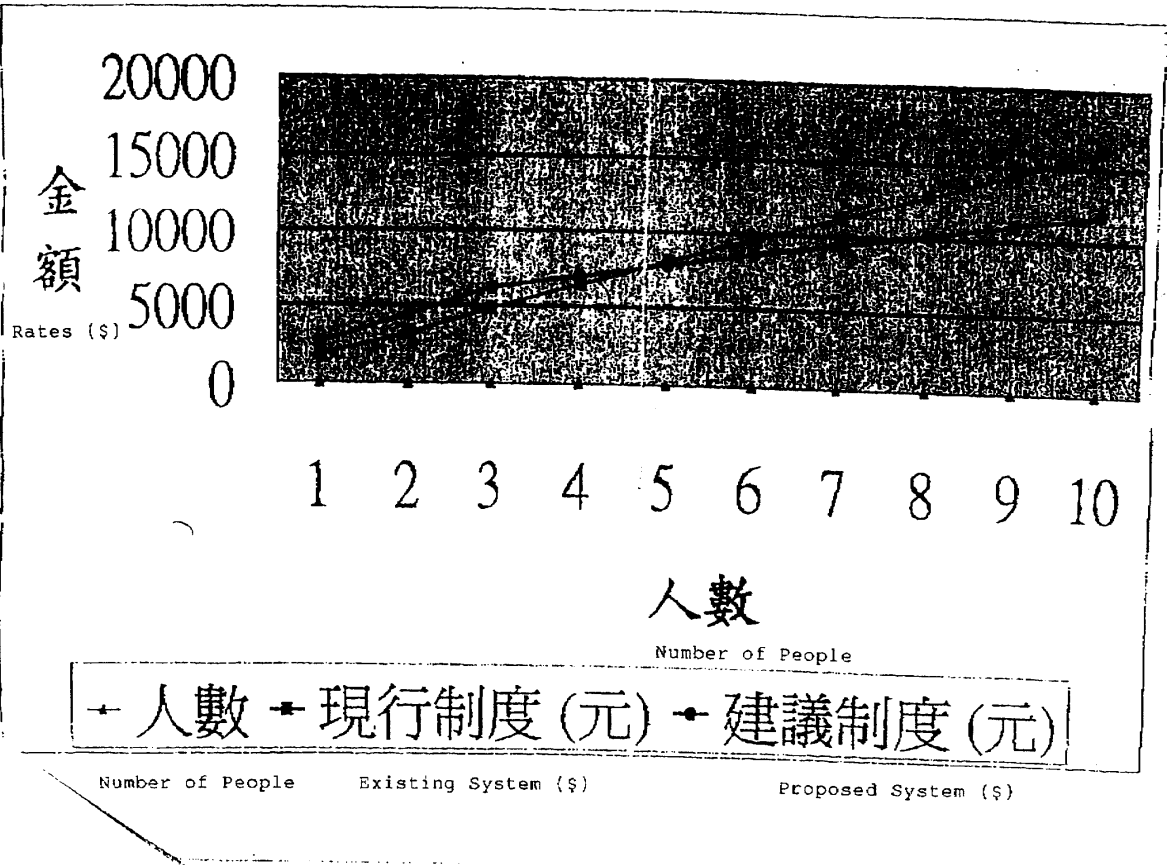 20000
15000
10000
5000
0
金額
Rates ($)
1 2 3 4 5 6 7 8 9 10
人數
Number of People
人數 現行制度 (元) 建議制度 (元)
Number of People Existing System ($) Proposed System ($)